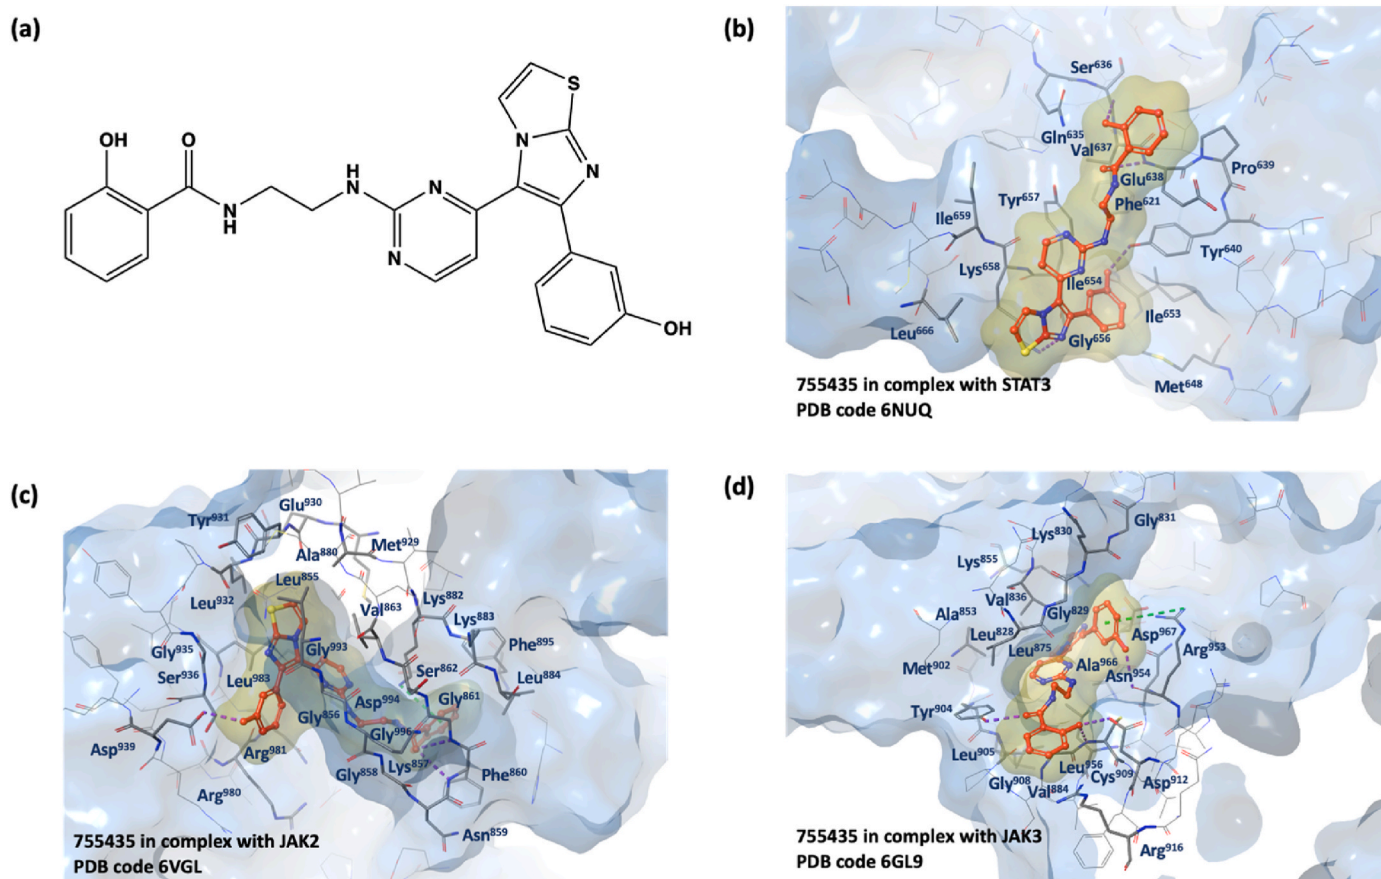 (a)
OH
O
N
H
NH
N
N
N
S
N
OH
(b)
Ser636
Gln635
Val637
Glu638
Pro639
Tyr657
Phe621
Ile659
Tyr640
Lys658
Ile654
Ile653
Leu666
Gly656
Met648
755435 in complex with STAT3
PDB code 6NUQ
(c)
Tyr931
Glu930
Ala880
Met929
Leu855
Leu932
Val863
Lys882
Lys883
Phe895
Gly935
Gly993
Ser862
Leu884
Ser936
Leu983
Asp994
Gly861
Gly856
Gly996
Asp939
Arg981
Gly858
Lys857
Phe860
Arg980
Asn859
755435 in complex with JAK2
PDB code 6VGL
(d)
Gly831
Lys830
Lys855
Val836
Ala853
Gly829
Leu828
Asp967
Arg953
Leu875
Met902
Ala966
Asn954
Tyr904
Leu905
Leu956
Cys909
Asp912
Gly908
Val884
Arg916
755435 in complex with JAK3
PDB code 6GL9